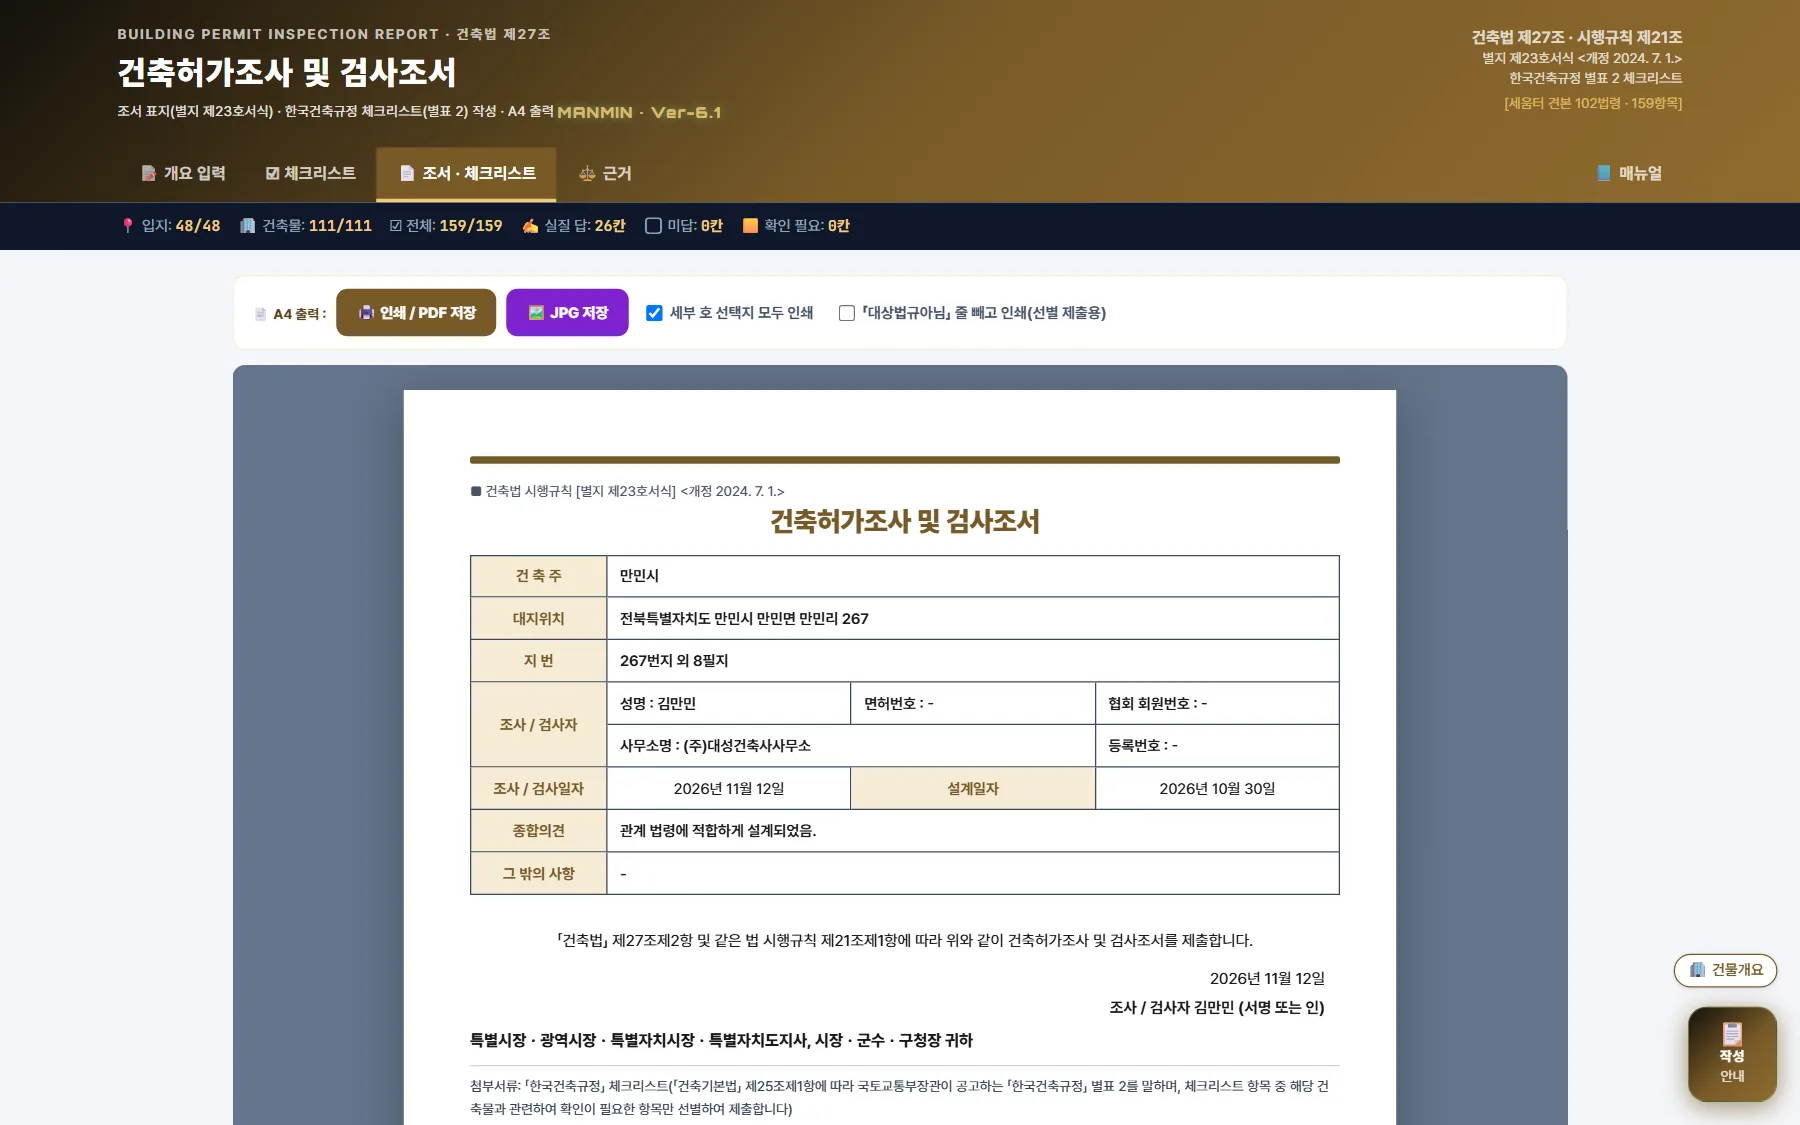 BUILDING PERMIT INSPECTION REPORT · 건축법 제27조
건축허가조사 및 검사조서
조서 표지(별지 제23호서식) · 한국건축규정 체크리스트(별표 2) 작성 · A4 출력 MANMIN · Ver-6.1
건축법 제27조 · 시행규칙 제21조
별지 제23호서식 <개정 2024. 7. 1.>
한국건축규정 별표 2 체크리스트
[세움터 견본 102법령 · 159항목]
개요 입력
체크리스트
조서 · 체크리스트
근거
매뉴얼
입지: 48/48 건축물: 111/111 전체: 159/159 실질 답: 26칸 미답: 0칸 확인 필요: 0칸
A4 출력 :
인쇄 / PDF 저장
JPG 저장
세부 호 선택지 모두 인쇄
「대상법규아님」 줄 빼고 인쇄(선별 제출용)
■ 건축법 시행규칙 [별지 제23호서식] <개정 2024. 7. 1.>
건축허가조사 및 검사조서
건 축 주 만민시
대지위치 전북특별자치도 만민시 만민면 만민리 267
지 번 267번지 외 8필지
조사 / 검사자
성명 : 김만민 면허번호 : - 협회 회원번호 : -
사무소명 : (주)대성건축사사무소 등록번호 : -
조사 / 검사일자 2026년 11월 12일 설계일자 2026년 10월 30일
종합의견 관계 법령에 적합하게 설계되었음.
그 밖의 사항 -
「건축법」 제27조제2항 및 같은 법 시행규칙 제21조제1항에 따라 위와 같이 건축허가조사 및 검사조서를 제출합니다.
2026년 11월 12일
조사 / 검사자 김만민 (서명 또는 인)
특별시장 · 광역시장 · 특별자치시장 · 특별자치도지사, 시장 · 군수 · 구청장 귀하
첨부서류: 「한국건축규정」 체크리스트(「건축기본법」 제25조제1항에 따라 국토교통부장관이 공고하는 「한국건축규정」 별표 2를 말하며, 체크리스트 항목 중 해당 건
축물과 관련하여 확인이 필요한 항목만 선별하여 제출합니다)
건물개요
작성
안내